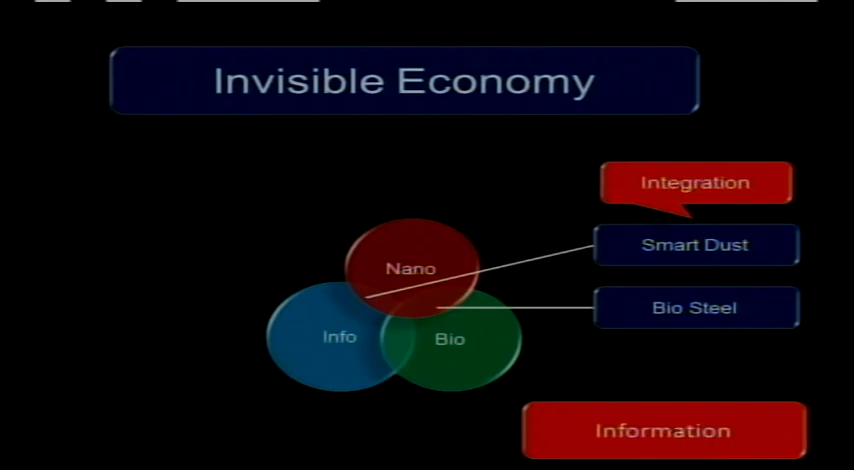 Invisible Economy
Integration
Smart Dust
Nano
Bio Steel
Info
Bio
Information